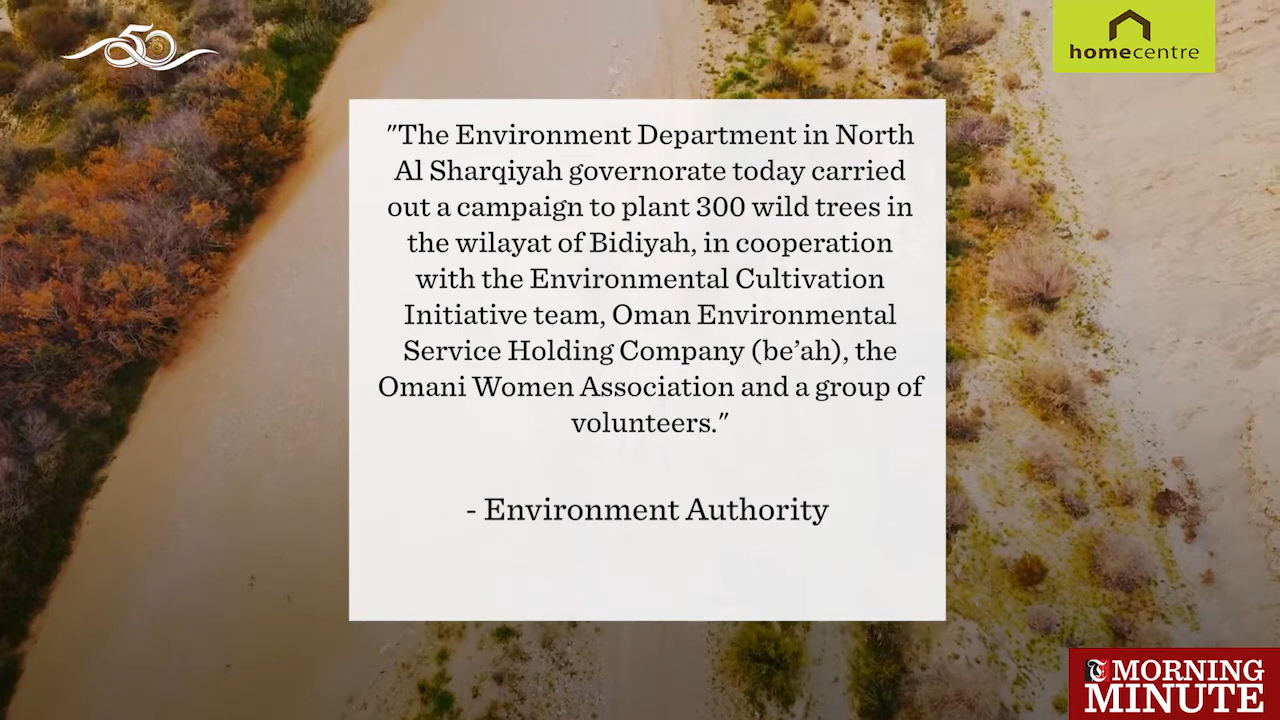 50
homecentre
"The Environment Department in North
Al Sharqiyah governorate today carried
out a campaign to plant 300 wild trees in
the wilayat of Bidiyah, in cooperation
with the Environmental Cultivation
Initiative team, Oman Environmental
Service Holding Company (be’ah), the
Omani Women Association and a group of
volunteers."
- Environment Authority
T MORNING
MINUTE